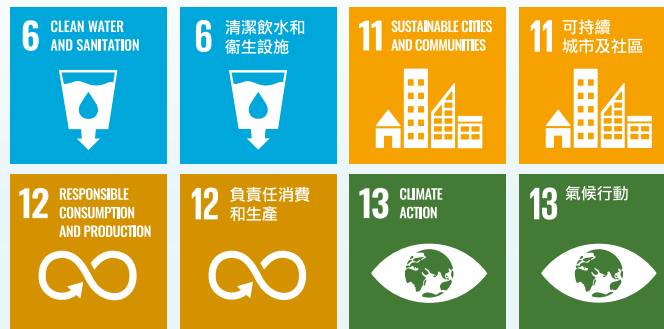 6 CLEAN WATER
AND SANITATION
6 清潔飲水和
衞生設施
11 SUSTAINABLE CITIES
AND COMMUNITIES
11 可持續
城市及社區
12 RESPONSIBLE
CONSUMPTION
AND PRODUCTION
12 負責任消費
和生產
13 CLIMATE
ACTION
13 氣候行動